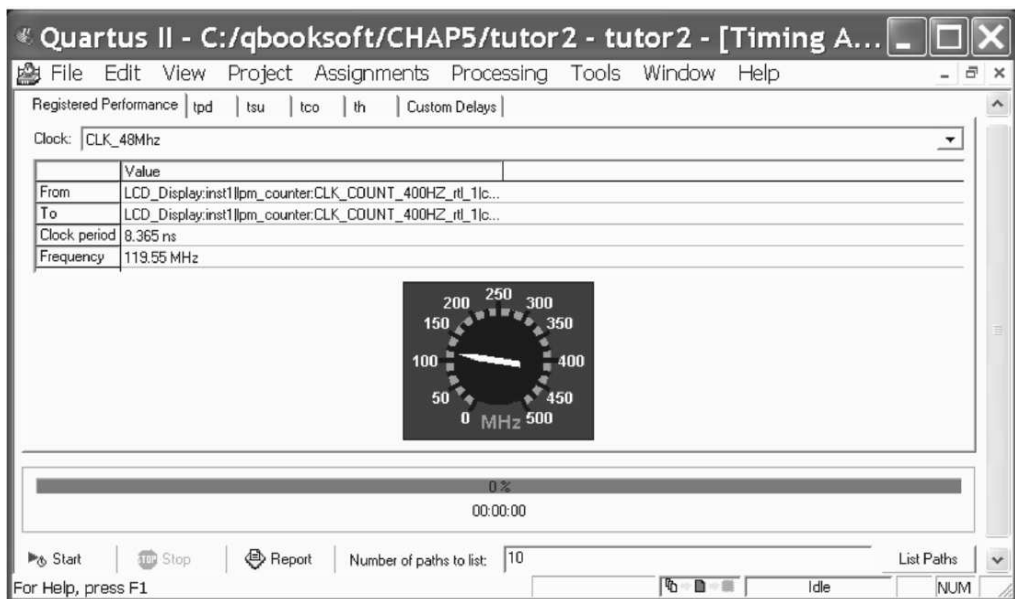 Quartus II - C:/qbooksoft/CHAP5/tutor2 - tutor2 - [Timing A...
File Edit View Project Assignments Processing Tools Window Help
Registered Performance tpd tsu tco th Custom Delays
Clock: CLK_48Mhz
Value
From LCD_Display:inst1|lpm_counter:CLK_COUNT_400HZ_rtl_1|c...
To LCD_Display:inst1|lpm_counter:CLK_COUNT_400HZ_rtl_1|c...
Clock period 8.365 ns
Frequency 119.55 MHz
0 50 100 150 200 250 300 350 400 450 500
MHz
0 %
00:00:00
Start STOP Stop Report Number of paths to list: 10 List Paths
For Help, press F1 Idle NUM